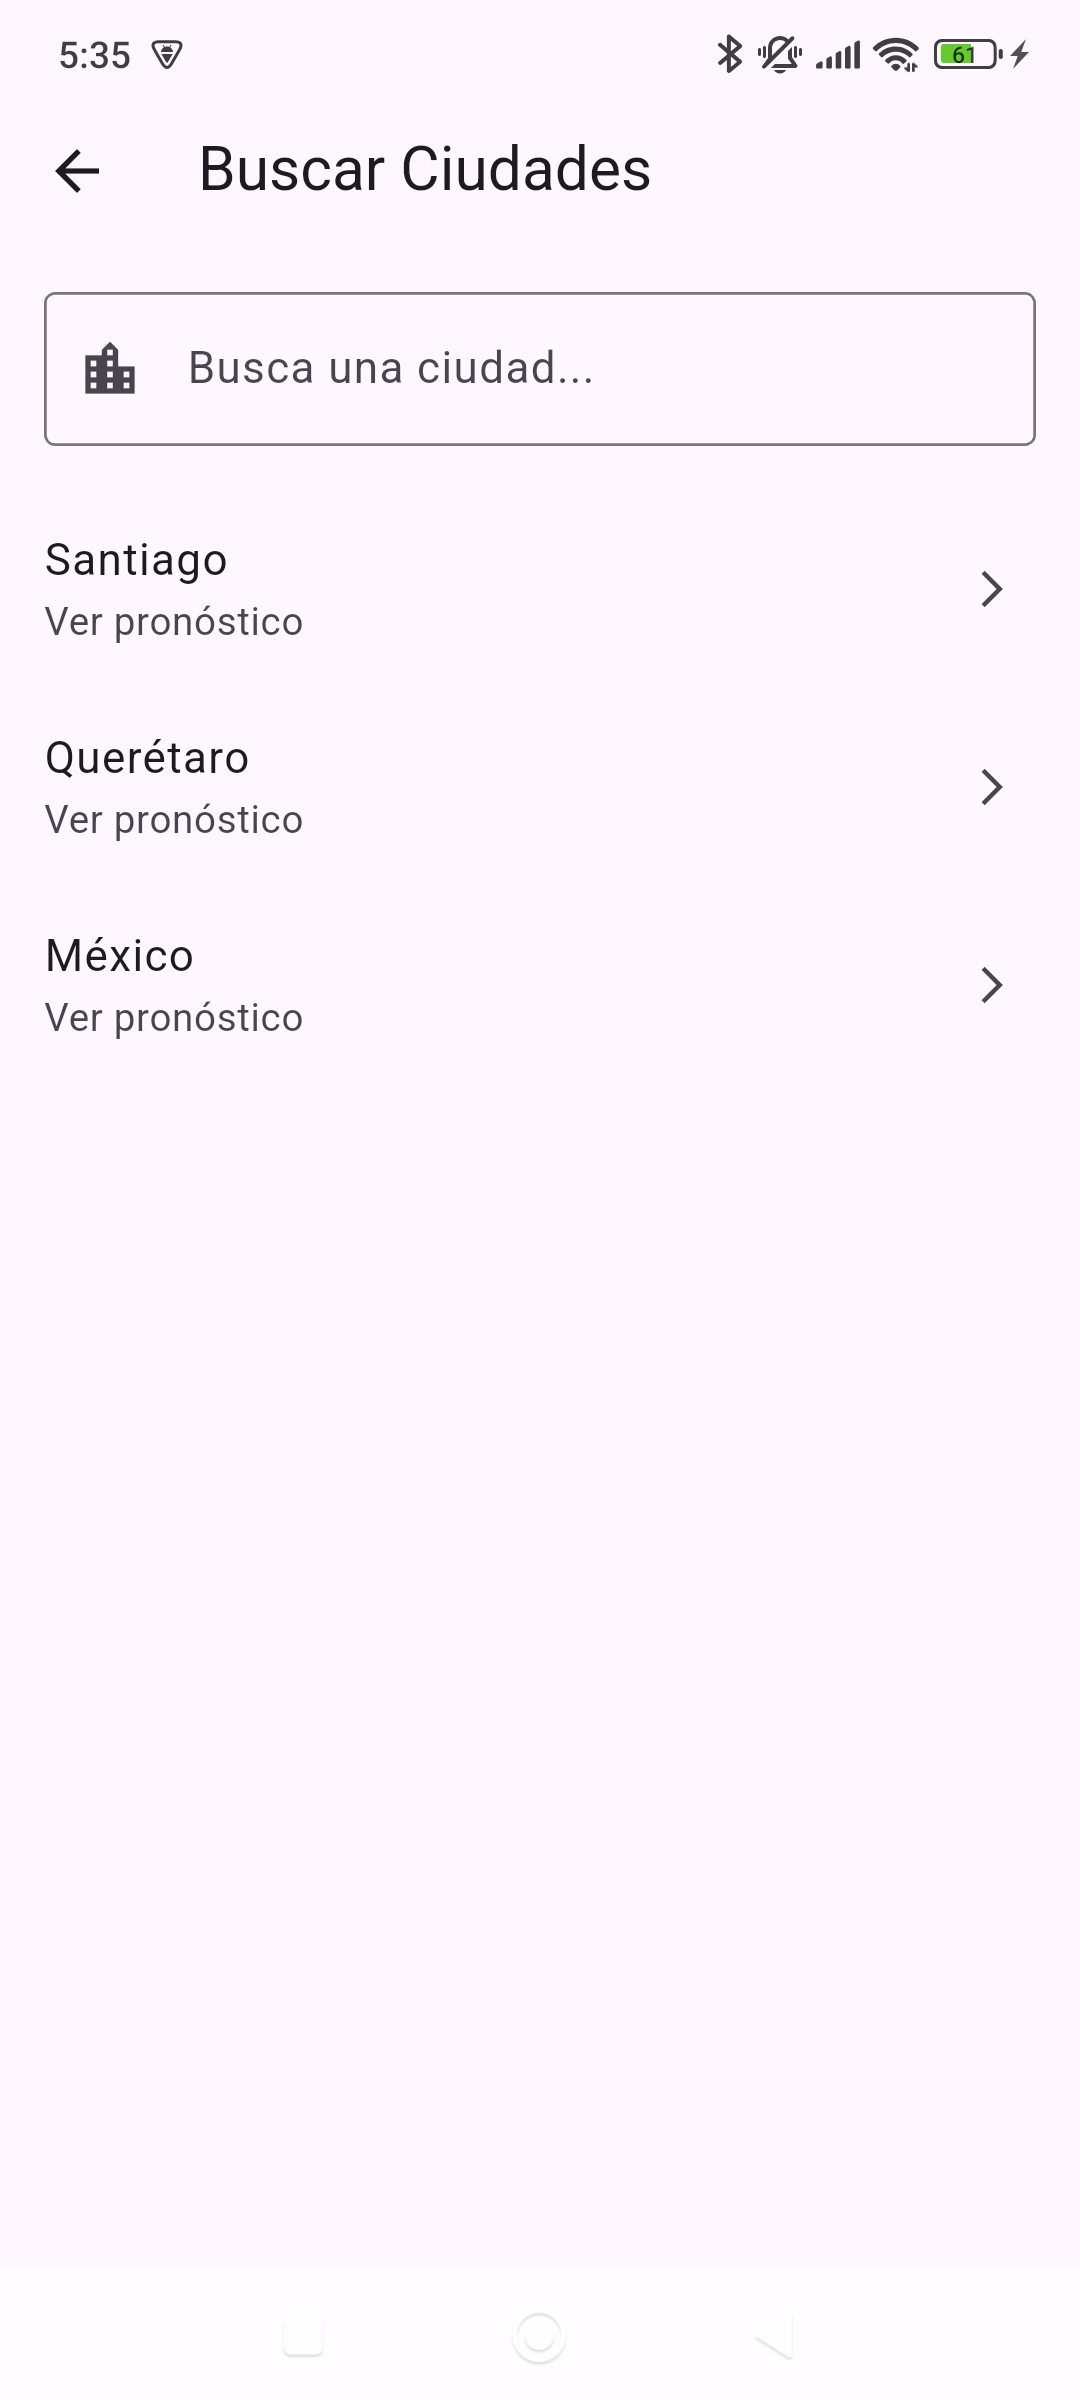 5:35
61
Buscar Ciudades
Busca una ciudad...
Santiago
Ver pronóstico
Querétaro
Ver pronóstico
México
Ver pronóstico